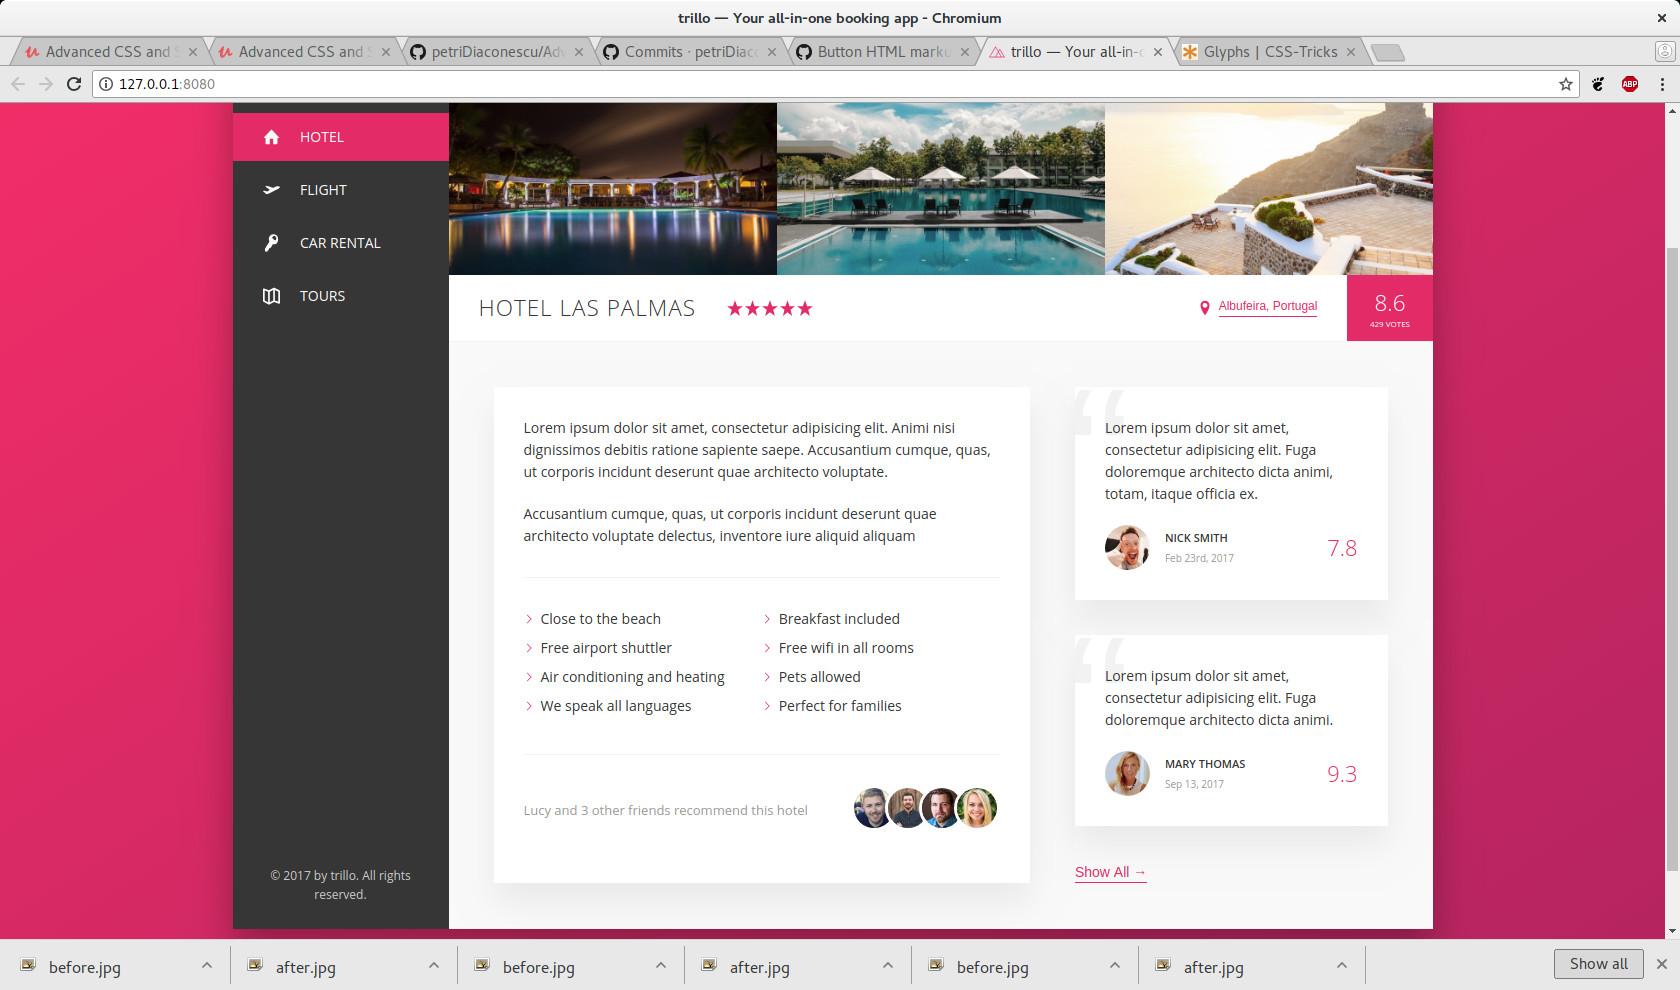 trillo — Your all-in-one booking app - Chromium
Advanced CSS and S
Advanced CSS and S
petriDiaconescu/Adv
Commits · petriDiaco
Button HTML marku
trillo — Your all-in-o
Glyphs | CSS-Tricks
127.0.0.1:8080
ABP
HOTEL
FLIGHT
CAR RENTAL
TOURS
© 2017 by trillo. All rights
reserved.
HOTEL LAS PALMAS
★★★★★
Albufeira, Portugal
8.6
429 VOTES
Lorem ipsum dolor sit amet, consectetur adipisicing elit. Animi nisi
dignissimos debitis ratione sapiente saepe. Accusantium cumque, quas,
ut corporis incidunt deserunt quae architecto voluptate.
Accusantium cumque, quas, ut corporis incidunt deserunt quae
architecto voluptate delectus, inventore iure aliquid aliquam
Close to the beach
Free airport shuttler
Air conditioning and heating
We speak all languages
Breakfast included
Free wifi in all rooms
Pets allowed
Perfect for families
Lucy and 3 other friends recommend this hotel
“
Lorem ipsum dolor sit amet,
consectetur adipisicing elit. Fuga
doloremque architecto dicta animi,
totam, itaque officia ex.
NICK SMITH
Feb 23rd, 2017
7.8
“
Lorem ipsum dolor sit amet,
consectetur adipisicing elit. Fuga
doloremque architecto dicta animi.
MARY THOMAS
Sep 13, 2017
9.3
Show All →
before.jpg
after.jpg
before.jpg
after.jpg
before.jpg
after.jpg
Show all